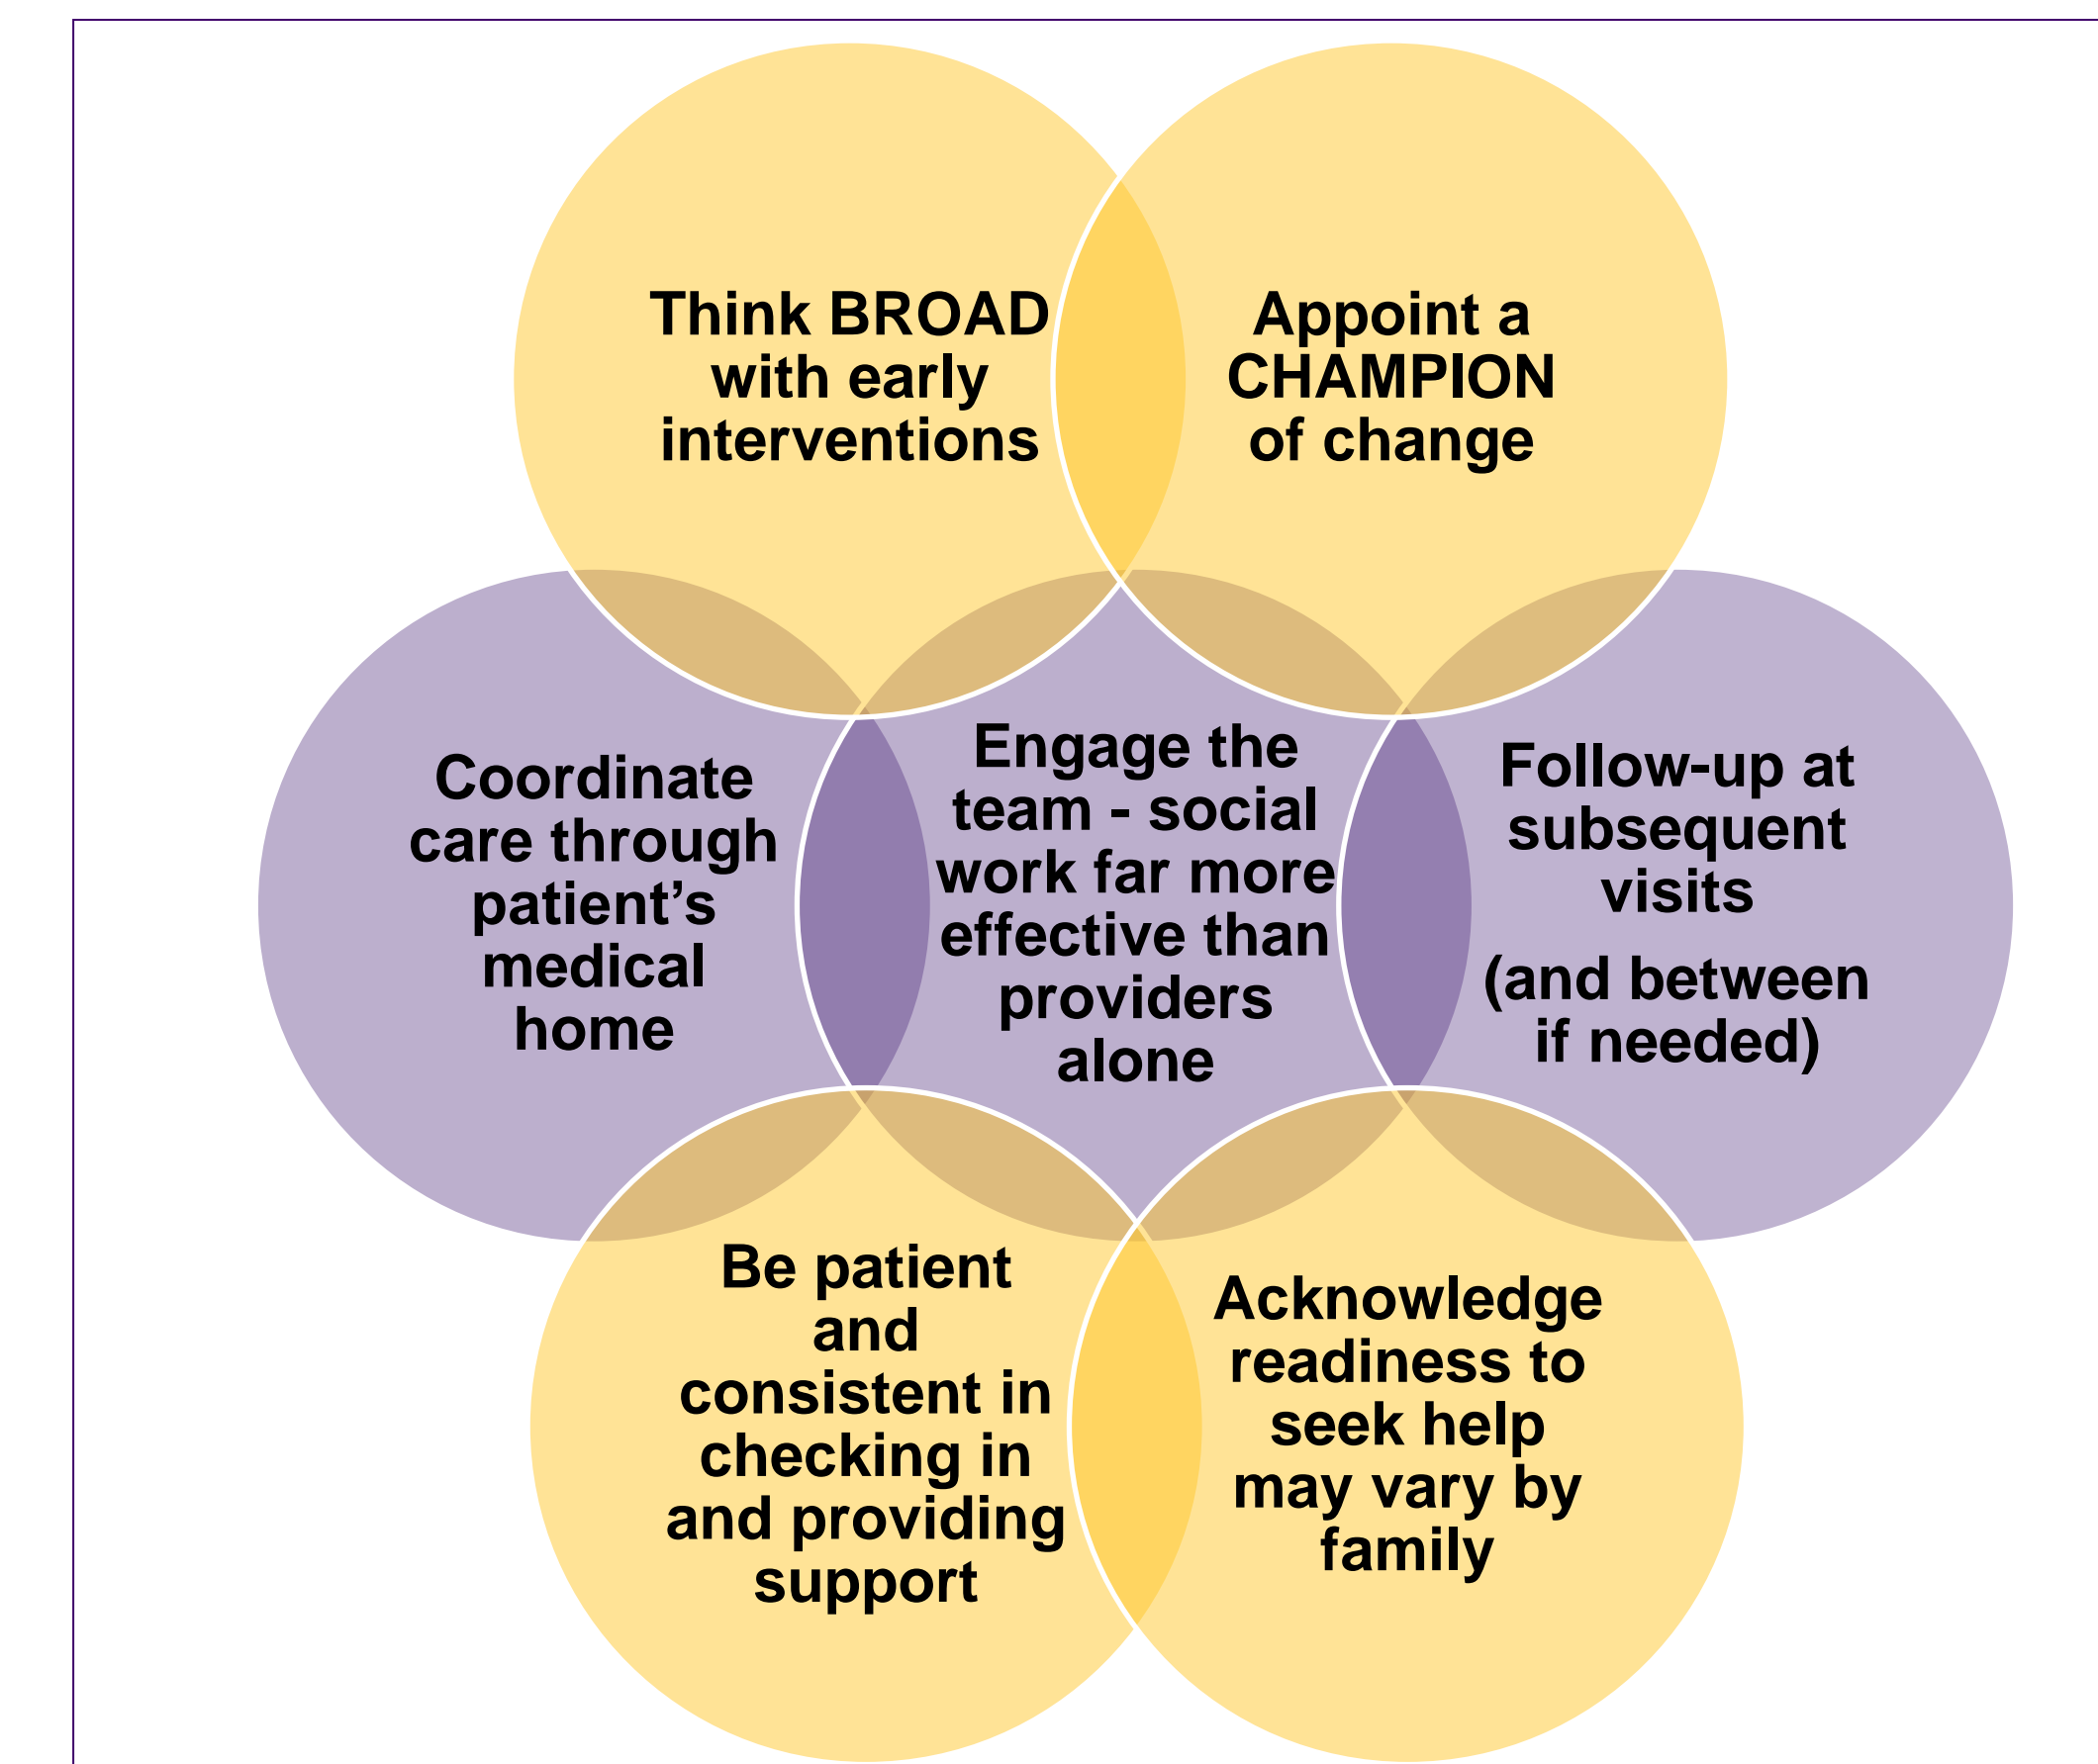 Think BROAD
with early
interventions
Appoint a
CHAMPION
of change
Coordinate
care through
patient’s
medical
home
Engage the
team - social
work far more
effective than
providers
alone
Follow-up at
subsequent
visits
(and between
if needed)
Be patient
and
consistent in
checking in
and providing
support
Acknowledge
readiness to
seek help
may vary by
family